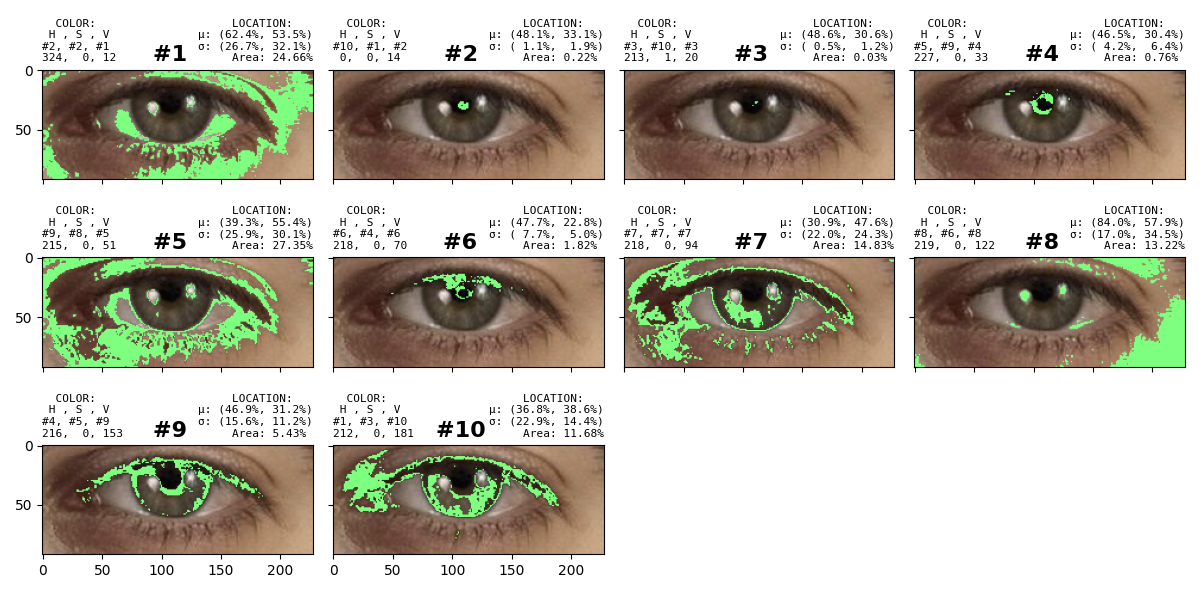 COLOR: LOCATION:
H , S , V μ: (62.4%, 53.5%)
#2, #2, #1 #1 σ: (26.7%, 32.1%)
324, 0, 12 Area: 24.66%
COLOR: LOCATION:
H , S , V μ: (48.1%, 33.1%)
#10, #1, #2 #2 σ: ( 1.1%, 1.9%)
0, 0, 14 Area: 0.22%
COLOR: LOCATION:
H , S , V μ: (48.6%, 30.6%)
#3, #10, #3 #3 σ: ( 0.5%, 1.2%)
213, 1, 20 Area: 0.03%
COLOR: LOCATION:
H , S , V μ: (46.5%, 30.4%)
#5, #9, #4 #4 σ: ( 4.2%, 6.4%)
227, 0, 33 Area: 0.76%
0
50
COLOR: LOCATION:
H , S , V μ: (39.3%, 55.4%)
#9, #8, #5 #5 σ: (25.9%, 30.1%)
215, 0, 51 Area: 27.35%
COLOR: LOCATION:
H , S , V μ: (47.7%, 22.8%)
#6, #4, #6 #6 σ: ( 7.7%, 5.0%)
218, 0, 70 Area: 1.82%
COLOR: LOCATION:
H , S , V μ: (30.9%, 47.6%)
#7, #7, #7 #7 σ: (22.0%, 24.3%)
218, 0, 94 Area: 14.83%
COLOR: LOCATION:
H , S , V μ: (84.0%, 57.9%)
#8, #6, #8 #8 σ: (17.0%, 34.5%)
219, 0, 122 Area: 13.22%
0
50
COLOR: LOCATION:
H , S , V μ: (46.9%, 31.2%)
#4, #5, #9 #9 σ: (15.6%, 11.2%)
216, 0, 153 Area: 5.43%
COLOR: LOCATION:
H , S , V μ: (36.8%, 38.6%)
#1, #3, #10 #10 σ: (22.9%, 14.4%)
212, 0, 181 Area: 11.68%
0
50
0 50 100 150 200
0 50 100 150 200